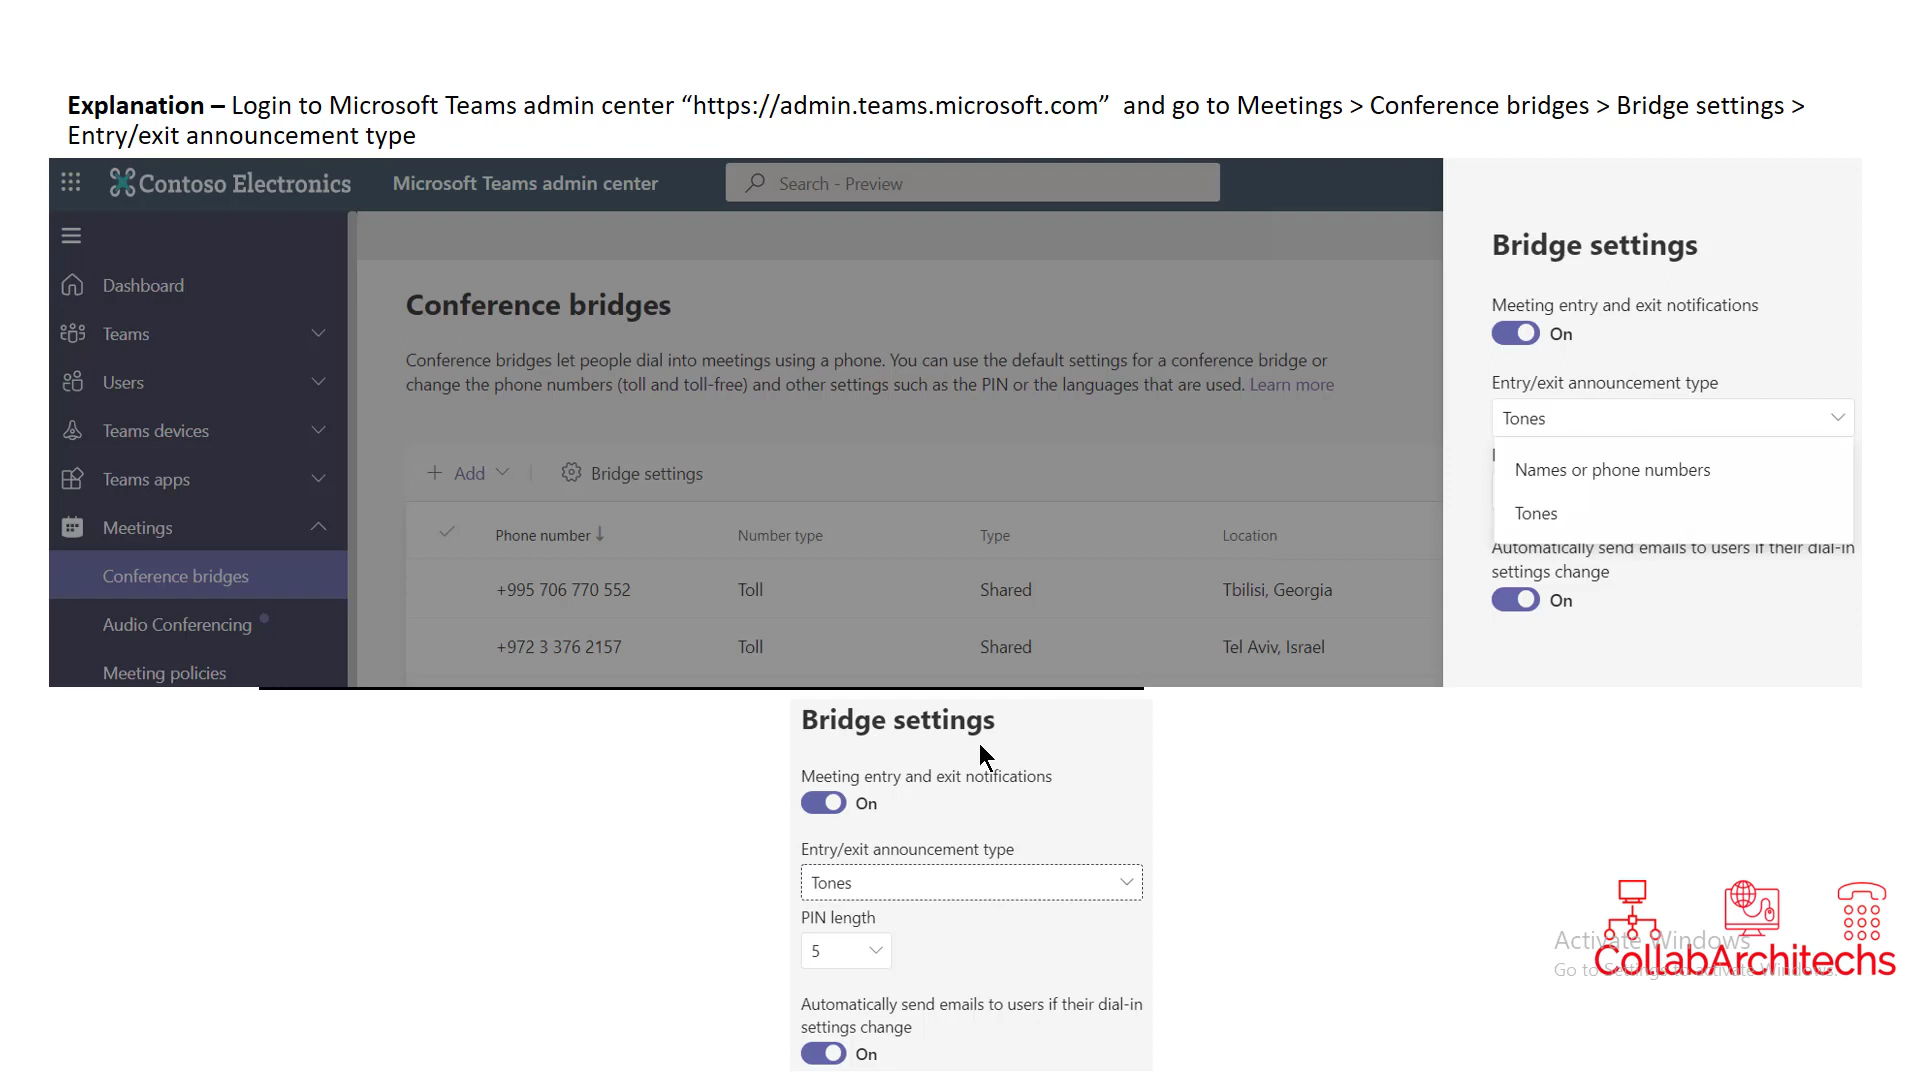 Explanation – Login to Microsoft Teams admin center “https://admin.teams.microsoft.com” and go to Meetings > Conference bridges > Bridge settings >
Entry/exit announcement type
Contoso Electronics
Microsoft Teams admin center
Search - Preview
Dashboard
Teams
Users
Teams devices
Teams apps
Meetings
Conference bridges
Audio Conferencing
Meeting policies
Conference bridges
Conference bridges let people dial into meetings using a phone. You can use the default settings for a conference bridge or
change the phone numbers (toll and toll-free) and other settings such as the PIN or the languages that are used. Learn more
+ Add
Bridge settings
Phone number ↓ Number type Type Location
+995 706 770 552 Toll Shared Tbilisi, Georgia
+972 3 376 2157 Toll Shared Tel Aviv, Israel
Bridge settings
Meeting entry and exit notifications
On
Entry/exit announcement type
Tones
Names or phone numbers
Tones
Automatically send emails to users if their dial-in
settings change
On
Bridge settings
Meeting entry and exit notifications
On
Entry/exit announcement type
Tones
PIN length
5
Automatically send emails to users if their dial-in
settings change
On
Activate Windows
Go to Settings to activate Windows.
CollabArchitechs